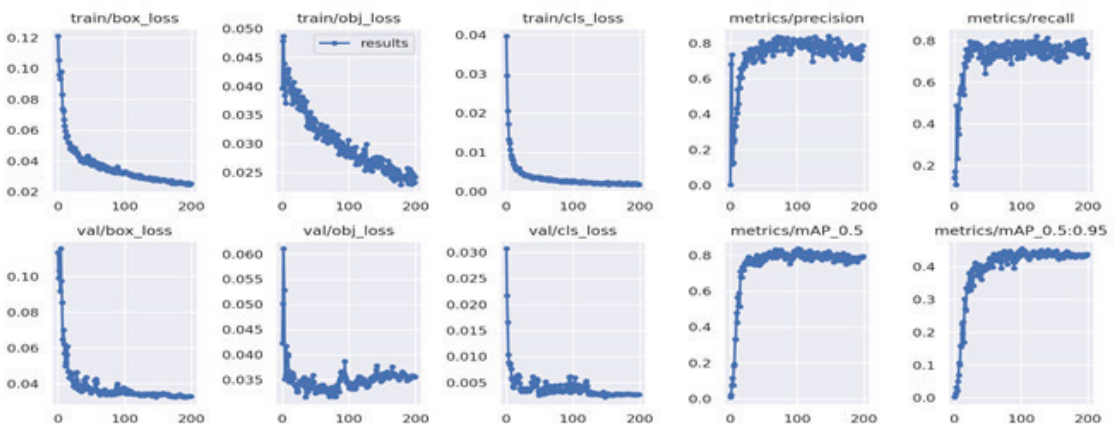 train/box_loss
0.12
0.10
0.08
0.06
0.04
0.02
0 100 200
train/obj_loss
results
0.050
0.045
0.040
0.035
0.030
0.025
0 100 200
train/cls_loss
0.04
0.03
0.02
0.01
0.00
0 100 200
metrics/precision
0.8
0.6
0.4
0.2
0.0
0 100 200
metrics/recall
0.8
0.6
0.4
0.2
0 100 200
val/box_loss
0.10
0.08
0.06
0.04
0 100 200
val/obj_loss
0.060
0.055
0.050
0.045
0.040
0.035
0 100 200
val/cls_loss
0.030
0.025
0.020
0.015
0.010
0.005
0 100 200
metrics/mAP_0.5
0.8
0.6
0.4
0.2
0.0
0 100 200
metrics/mAP_0.5:0.95
0.4
0.3
0.2
0.1
0.0
0 100 200